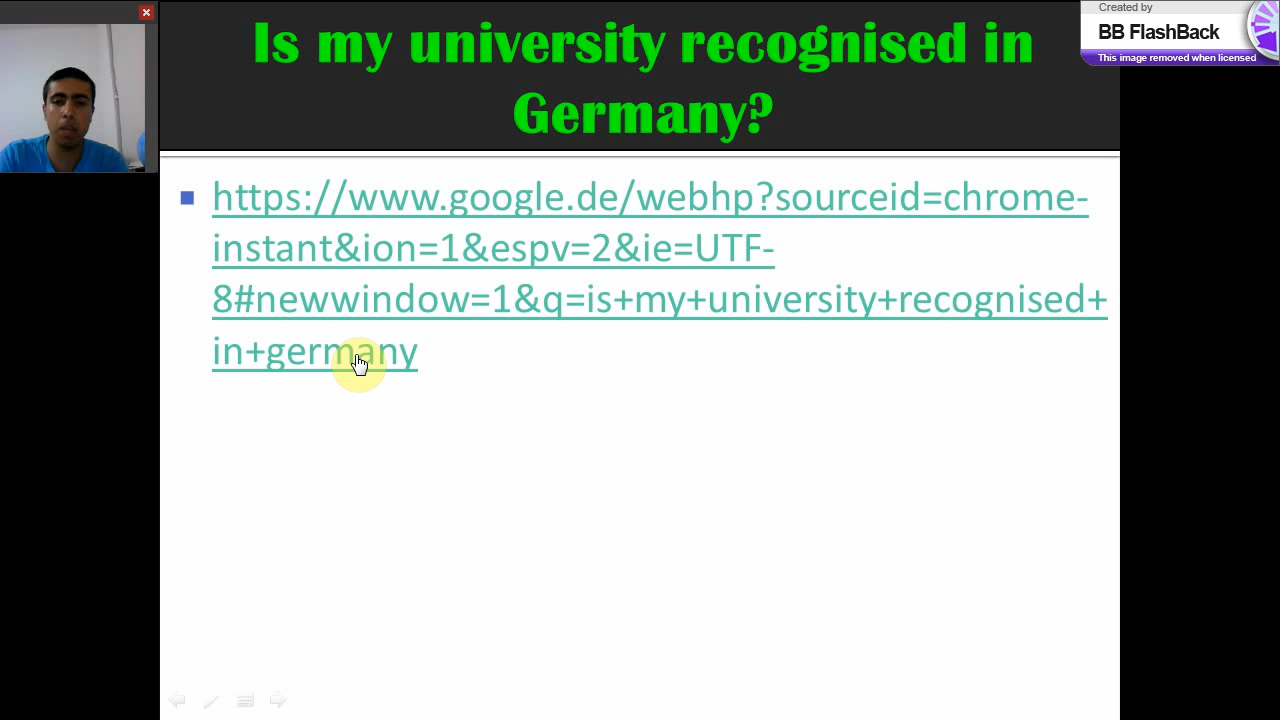 Is my university recognised in
Germany?
https://www.google.de/webhp?sourceid=chrome-
instant&ion=1&espv=2&ie=UTF-
8#newwindow=1&q=is+my+university+recognised+
in+germany
Created by
BB FlashBack
This image removed when licensed